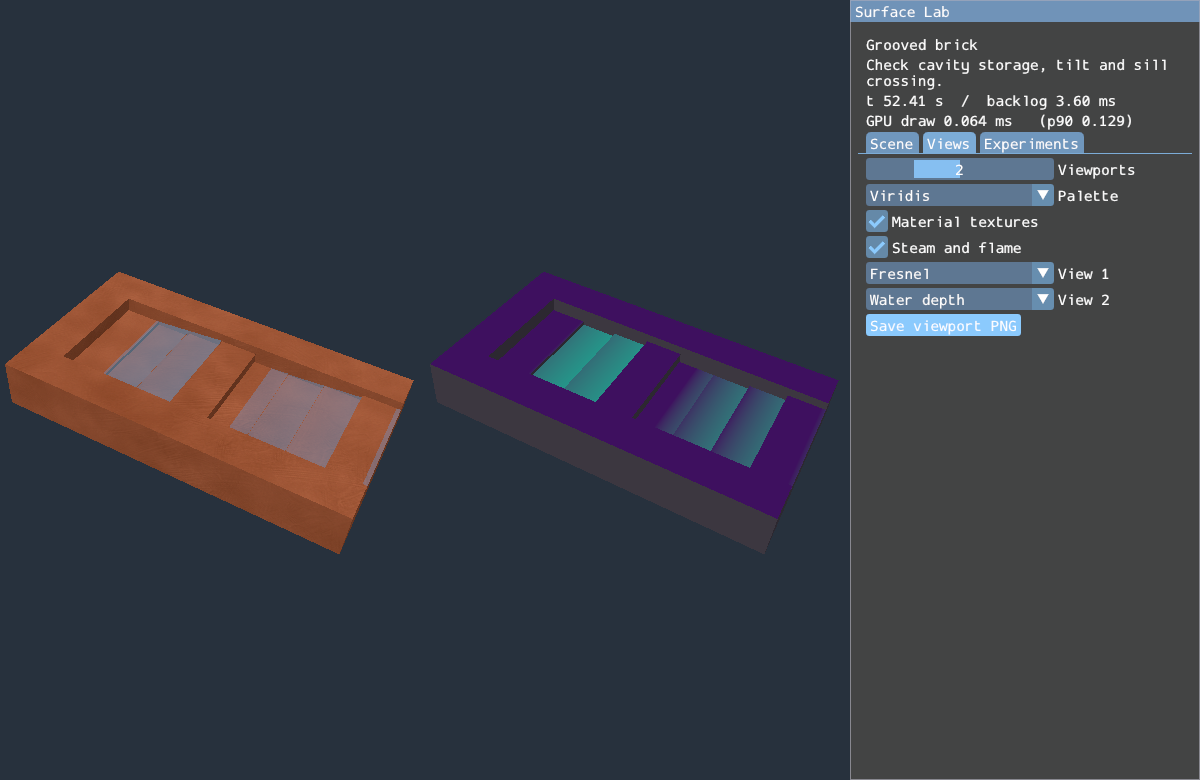 Surface Lab
Grooved brick
Check cavity storage, tilt and sill
crossing.
t 52.41 s / backlog 3.60 ms
GPU draw 0.064 ms (p90 0.129)
Scene Views Experiments
2 Viewports
Viridis Palette
Material textures
Steam and flame
Fresnel View 1
Water depth View 2
Save viewport PNG